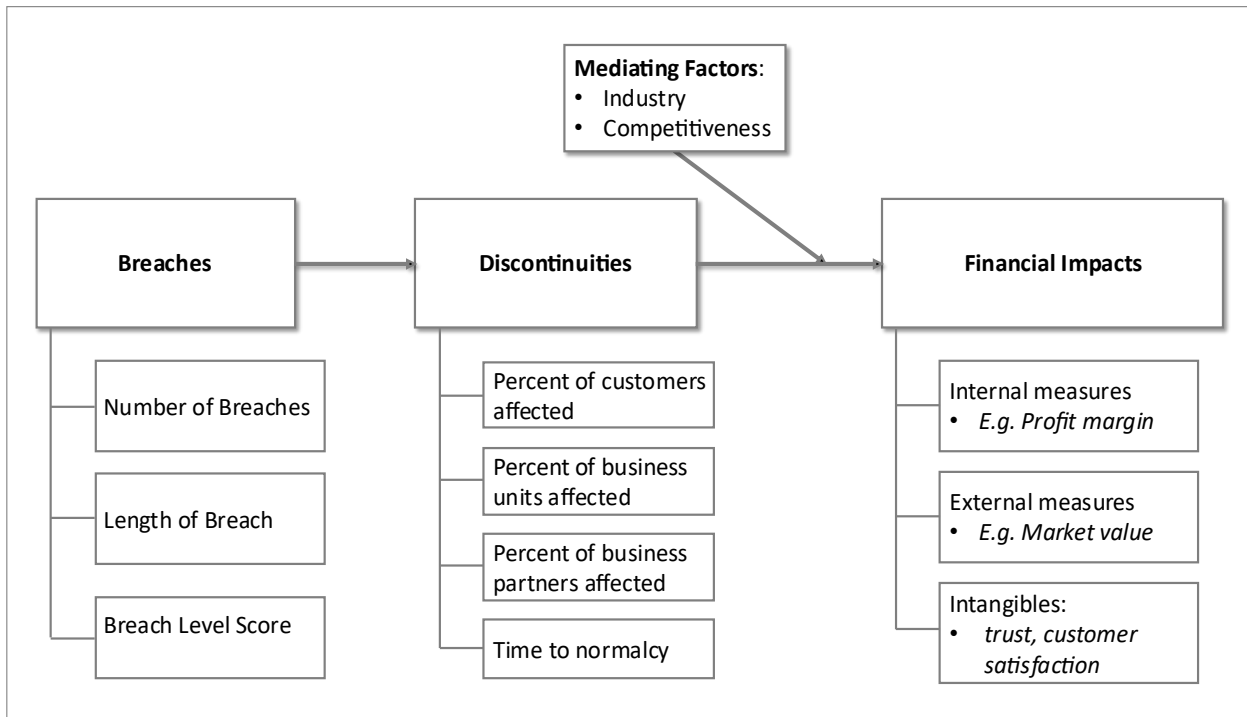 Mediating Factors:
• Industry
• Competitiveness
Breaches
Discontinuities
Financial Impacts
Number of Breaches
Length of Breach
Breach Level Score
Percent of customers
affected
Percent of business
units affected
Percent of business
partners affected
Time to normalcy
Internal measures
• E.g. Profit margin
External measures
• E.g. Market value
Intangibles:
• trust, customer
satisfaction